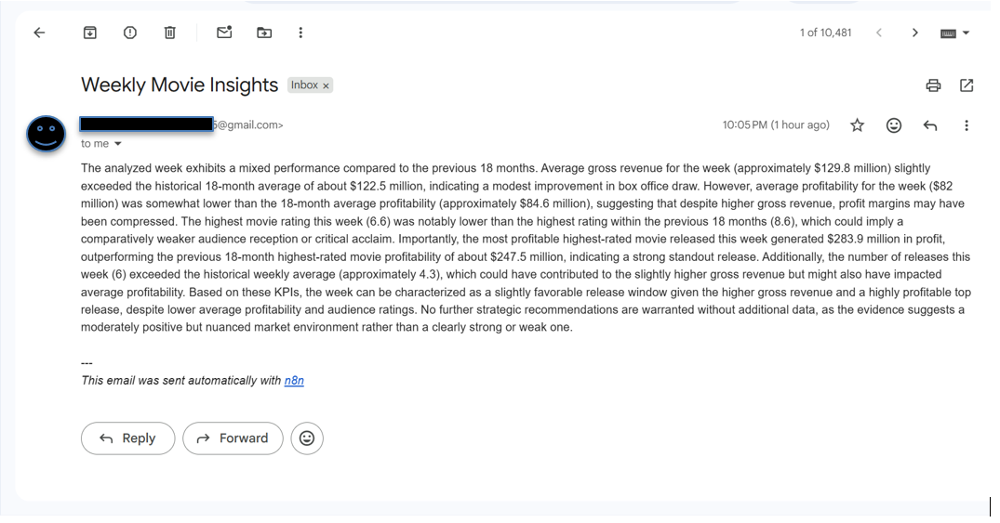 1 of 10,481
Weekly Movie Insights
Inbox x
5@gmail.com>
10:05 PM (1 hour ago)
to me
The analyzed week exhibits a mixed performance compared to the previous 18 months. Average gross revenue for the week (approximately $129.8 million) slightly
exceeded the historical 18-month average of about $122.5 million, indicating a modest improvement in box office draw. However, average profitability for the week ($82
million) was somewhat lower than the 18-month average profitability (approximately $84.6 million), suggesting that despite higher gross revenue, profit margins may have
been compressed. The highest movie rating this week (6.6) was notably lower than the highest rating within the previous 18 months (8.6), which could imply a
comparatively weaker audience reception or critical acclaim. Importantly, the most profitable highest-rated movie released this week generated $283.9 million in profit,
outperforming the previous 18-month highest-rated movie profitability of about $247.5 million, indicating a strong standout release. Additionally, the number of releases this
week (6) exceeded the historical weekly average (approximately 4.3), which could have contributed to the slightly higher gross revenue but might also have impacted
average profitability. Based on these KPIs, the week can be characterized as a slightly favorable release window given the higher gross revenue and a highly profitable top
release, despite lower average profitability and audience ratings. No further strategic recommendations are warranted without additional data, as the evidence suggests a
moderately positive but nuanced market environment rather than a clearly strong or weak one.
---
This email was sent automatically with n8n
Reply
Forward